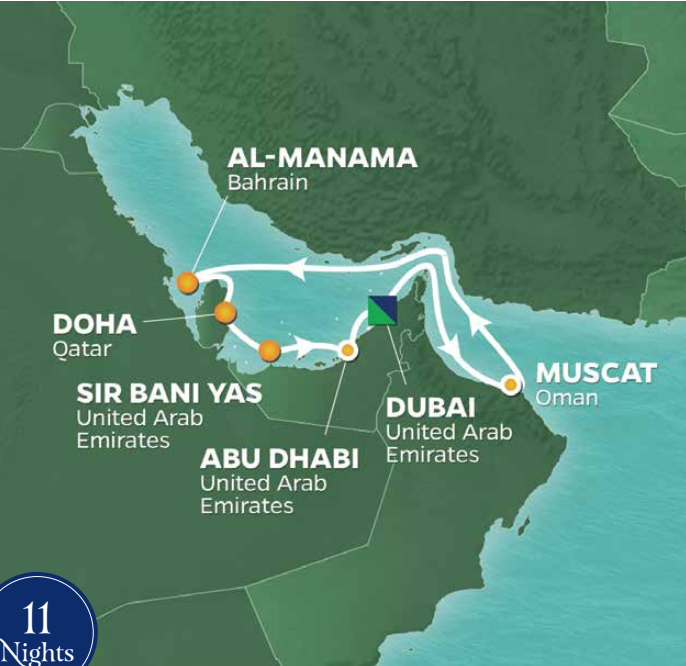 AL-MANAMA
Bahrain
DOHA
Qatar
SIR BANI YAS
United Arab
Emirates
ABU DHABI
United Arab
Emirates
DUBAI
United Arab
Emirates
MUSCAT
Oman
11
Nights